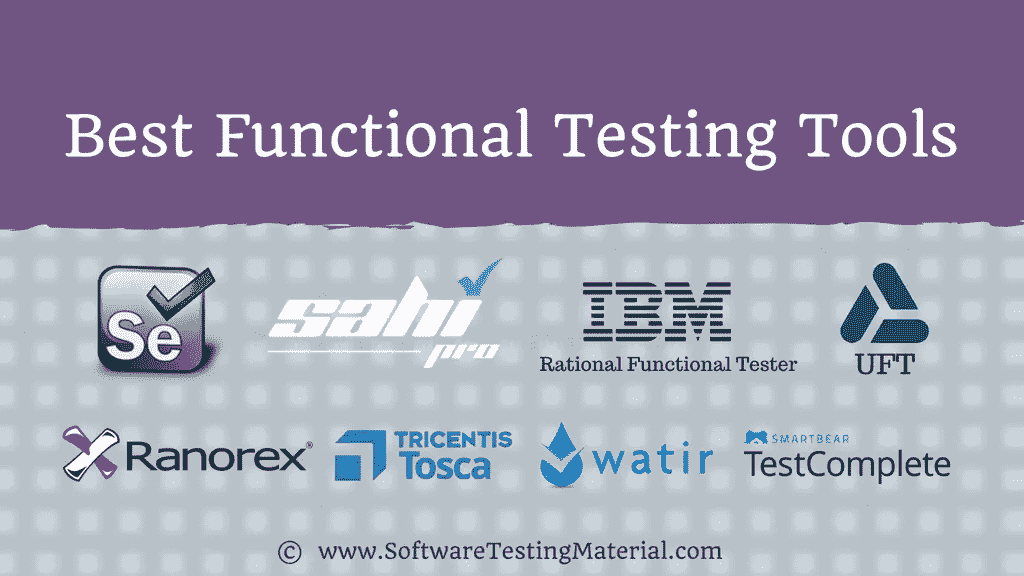 Best Functional Testing Tools
Se
sahi
pro
IBM
Rational Functional Tester
UFT
Ranorex®
TRICENTIS
Tosca
watir
SMARTBEAR
TestComplete
© www.SoftwareTestingMaterial.com